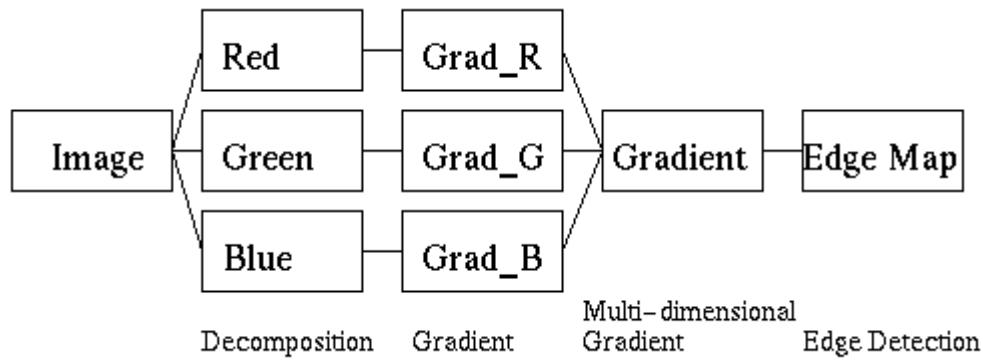 Red
Grad_R
Image
Green
Grad_G
Gradient
Edge Map
Blue
Grad_B
Decomposition
Gradient
Multi-dimensional
Gradient
Edge Detection